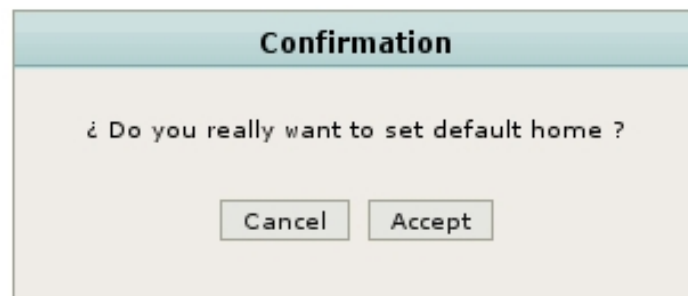 Confirmation
¿ Do you really want to set default home ?
Cancel Accept